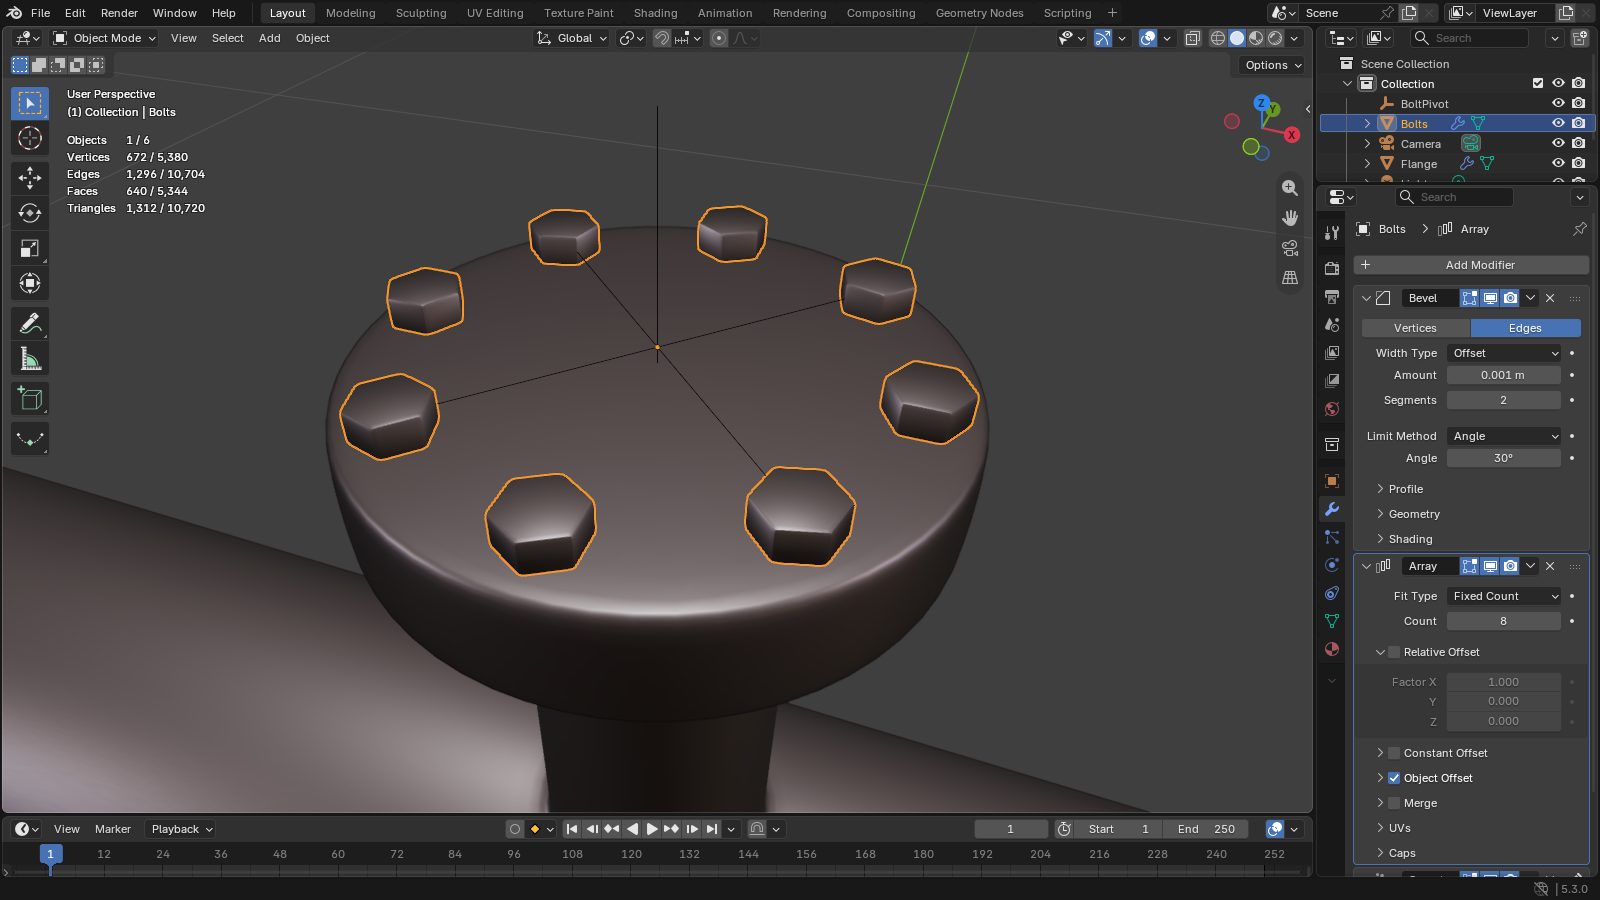 File Edit Render Window Help Layout Modeling Sculpting UV Editing Texture Paint Shading Animation Rendering Compositing Geometry Nodes Scripting + Scene ViewLayer
Object Mode View Select Add Object Global Search
Options
User Perspective
(1) Collection | Bolts
Objects 1 / 6
Vertices 672 / 5,380
Edges 1,296 / 10,704
Faces 640 / 5,344
Triangles 1,312 / 10,720
Z
Y
X
Scene Collection
Collection
BoltPivot
Bolts
Camera
Flange
Search
Bolts > Array
+ Add Modifier
Bevel
Vertices Edges
Width Type Offset
Amount 0.001 m
Segments 2
Limit Method Angle
Angle 30°
Profile
Geometry
Shading
Array
Fit Type Fixed Count
Count 8
Relative Offset
Factor X 1.000
Y 0.000
Z 0.000
Constant Offset
Object Offset
Merge
UVs
Caps
View Marker Playback 1 Start 1 End 250
1 12 24 36 48 60 72 84 96 108 120 132 144 156 168 180 192 204 216 228 240 252
5.3.0